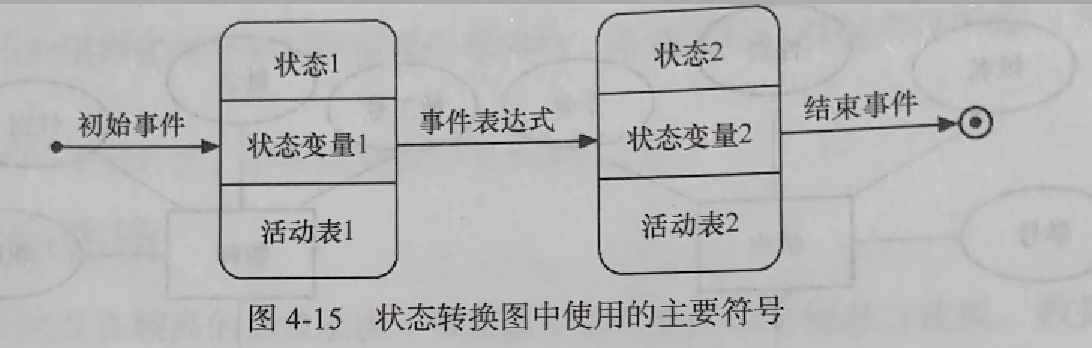 状态1
状态2
初始事件
状态变量1
事件表达式
状态变量2
结束事件
活动表1
活动表2
图 4-15 状态转换图中使用的主要符号